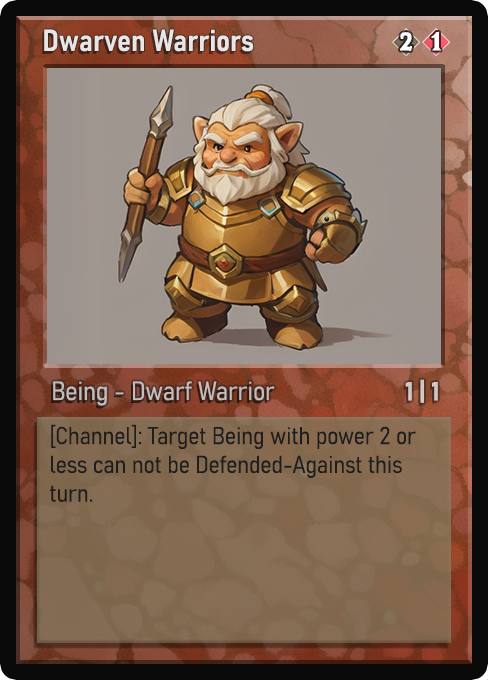 Dwarven Warriors 2 1
Being - Dwarf Warrior 1|1
[Channel]: Target Being with power 2 or
less can not be Defended-Against this
turn.